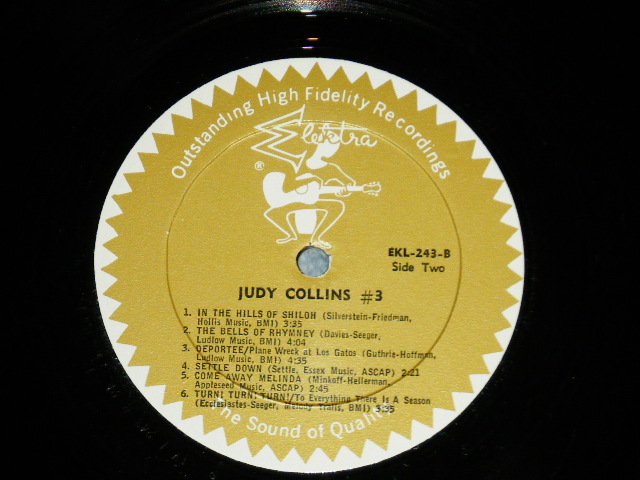 Outstanding High Fidelity Recordings
Elektra
®
EKL-243-B
Side Two
JUDY COLLINS #3
1. IN THE HILLS OF SHILOH (Silverstein-Friedman,
Hollis Music, BMI) 3:35
2. THE BELLS OF RHYMNEY (Davies-Seeger,
Ludlow Music, BMI) 4:04
3. DEPORTEE/Plane Wreck at Los Gatos (Guthrie-Hoffman,
Ludlow Music, BMI) 4:35
4. SETTLE DOWN (Settle, Essex Music, ASCAP) 2:21
5. COME AWAY MELINDA (Minkoff-Hellerman,
Appleseed Music, ASCAP) 2:45
6. TURN! TURN! TURN!/To Everything There Is A Season
(Ecclesiastes-Seeger, Melody Trails, BMI) 3:35
The Sound of Quality